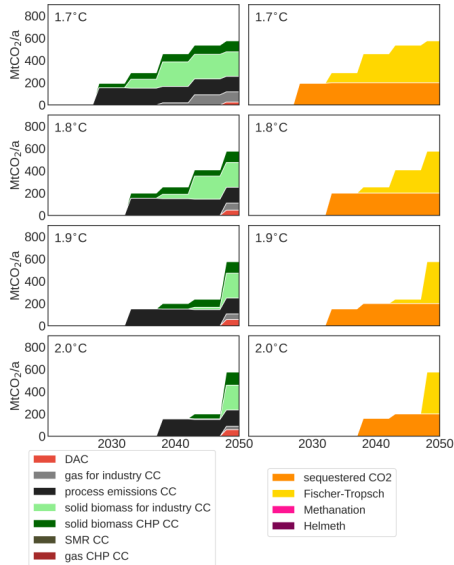 800
600
400
200
0
MtCO2/a
1.7°C
1.7°C
800
600
400
200
0
MtCO2/a
1.8°C
1.8°C
800
600
400
200
0
MtCO2/a
1.9°C
1.9°C
800
600
400
200
0
MtCO2/a
2.0°C
2.0°C
2030 2040 2050
2030 2040 2050
DAC
gas for industry CC
process emissions CC
solid biomass for industry CC
solid biomass CHP CC
SMR CC
gas CHP CC
sequestered CO2
Fischer-Tropsch
Methanation
Helmeth